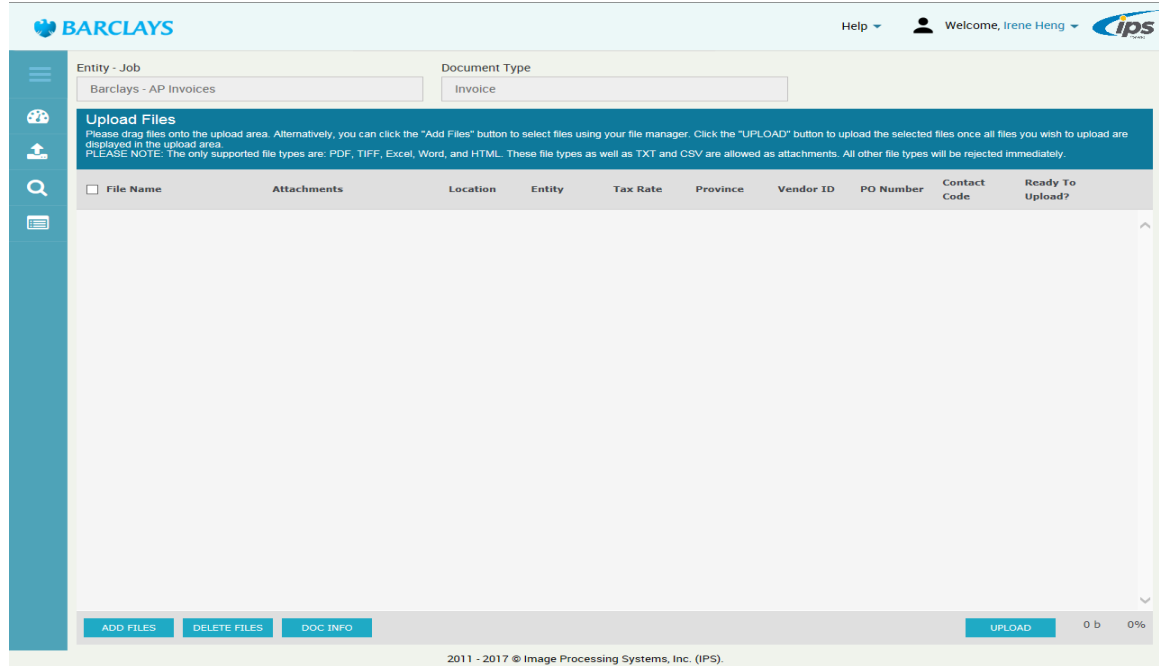 BARCLAYS
Help
Welcome, Irene Heng
ips
Entity - Job
Document Type
Barclays - AP Invoices
Invoice
Upload Files
Please drag files onto the upload area. Alternatively, you can click the "Add Files" button to select files using your file manager. Click the "UPLOAD" button to upload the selected files once all files you wish to upload are
displayed in the upload area.
PLEASE NOTE: The only supported file types are: PDF, TIFF, Excel, Word, and HTML. These file types as well as TXT and CSV are allowed as attachments. All other file types will be rejected immediately.
File Name Attachments Location Entity Tax Rate Province Vendor ID PO Number Contact Code Ready To Upload?
ADD FILES DELETE FILES DOC INFO UPLOAD 0 b 0%
2011 - 2017 © Image Processing Systems, Inc. (IPS).